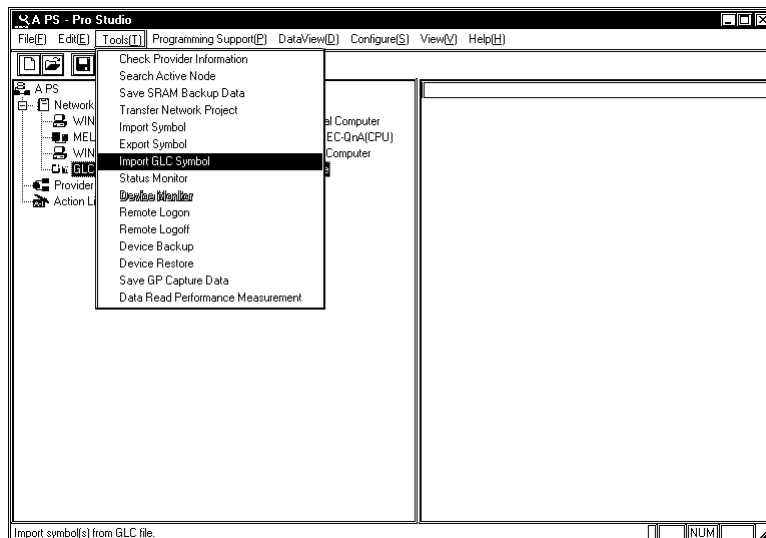 A PS - Pro Studio
File(F) Edit(E) Tools(T) Programming Support(P) DataView(D) Configure(S) View(V) Help(H)
Check Provider Information
Search Active Node
Save SRAM Backup Data
Transfer Network Project
Import Symbol
Export Symbol
Import GLC Symbol
Status Monitor
Device Monitor
Remote Logon
Remote Logoff
Device Backup
Device Restore
Save GP Capture Data
Data Read Performance Measurement
A PS
Network
WIN al Computer
MEL EC-QnA(CPU)
WIN Computer
GLC
Provider
Action Li
Import symbol(s) from GLC file.
NUM